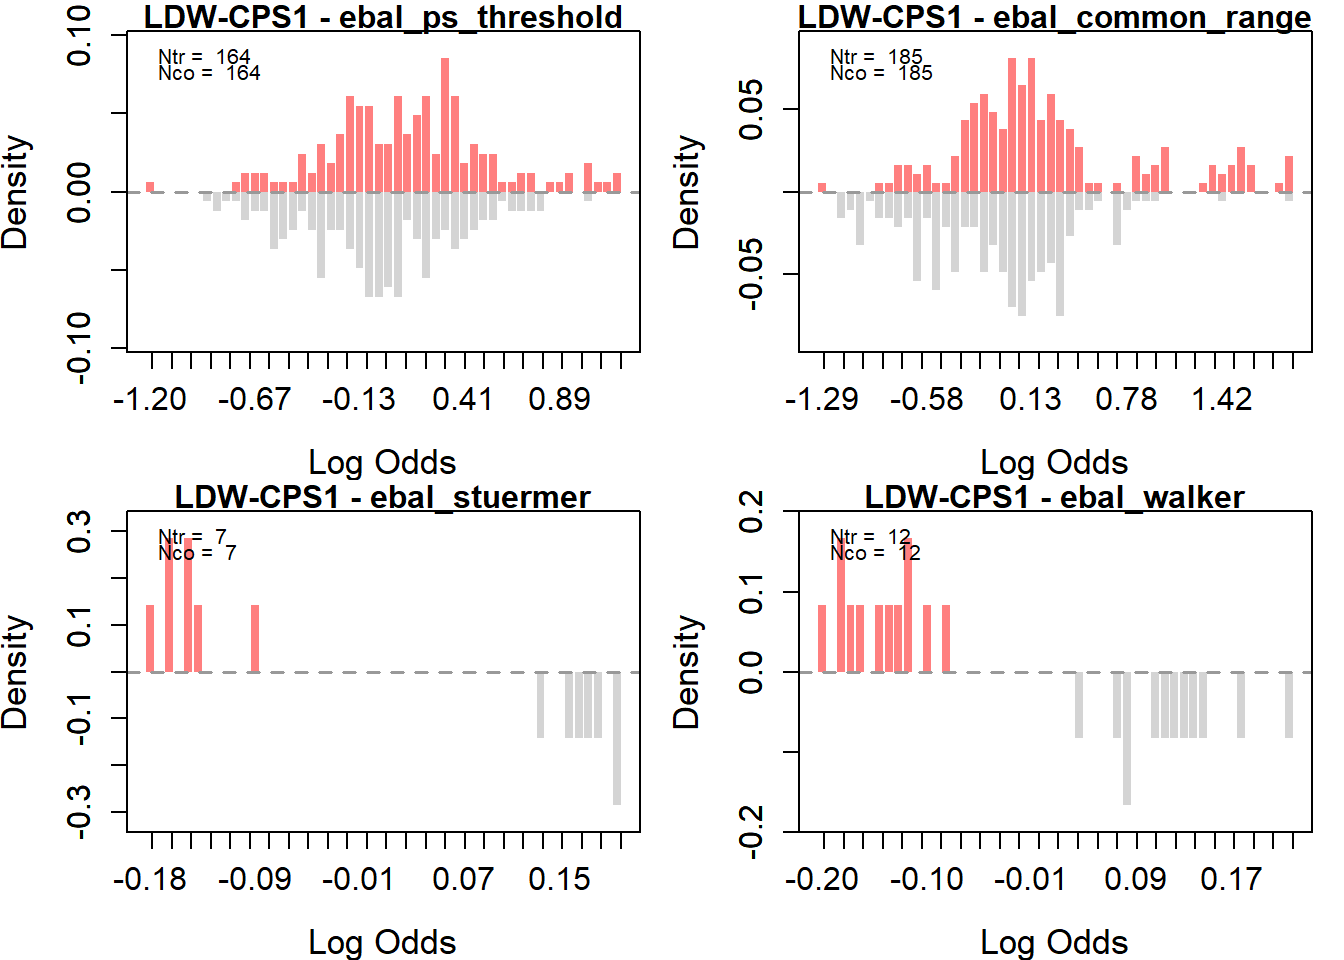 LDW-CPS1 - ebal_ps_threshold
Ntr = 164
Nco = 164
Density
0.10
0.00
-0.10
-1.20 -0.67 -0.13 0.41 0.89
Log Odds
LDW-CPS1 - ebal_common_range
Ntr = 185
Nco = 185
Density
0.05
-0.05
-1.29 -0.58 0.13 0.78 1.42
Log Odds
LDW-CPS1 - ebal_stuermer
Ntr = 7
Nco = 7
Density
0.3
0.1
-0.1
-0.3
-0.18 -0.09 -0.01 0.07 0.15
Log Odds
LDW-CPS1 - ebal_walker
Ntr = 12
Nco = 12
Density
0.2
0.1
0.0
-0.2
-0.20 -0.10 -0.01 0.09 0.17
Log Odds